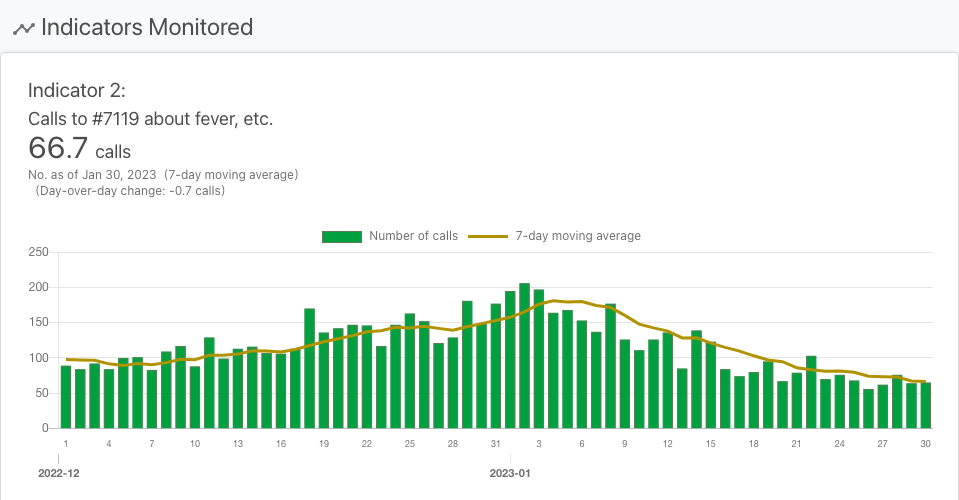 Indicators Monitored
Indicator 2:
Calls to #7119 about fever, etc.
66.7 calls
No. as of Jan 30, 2023 (7-day moving average)
(Day-over-day change: -0.7 calls)
Number of calls 7-day moving average
250
200
150
100
50
0
1 4 7 10 13 16 19 22 25 28 31 3 6 9 12 15 18 21 24 27 30
2022-12 2023-01